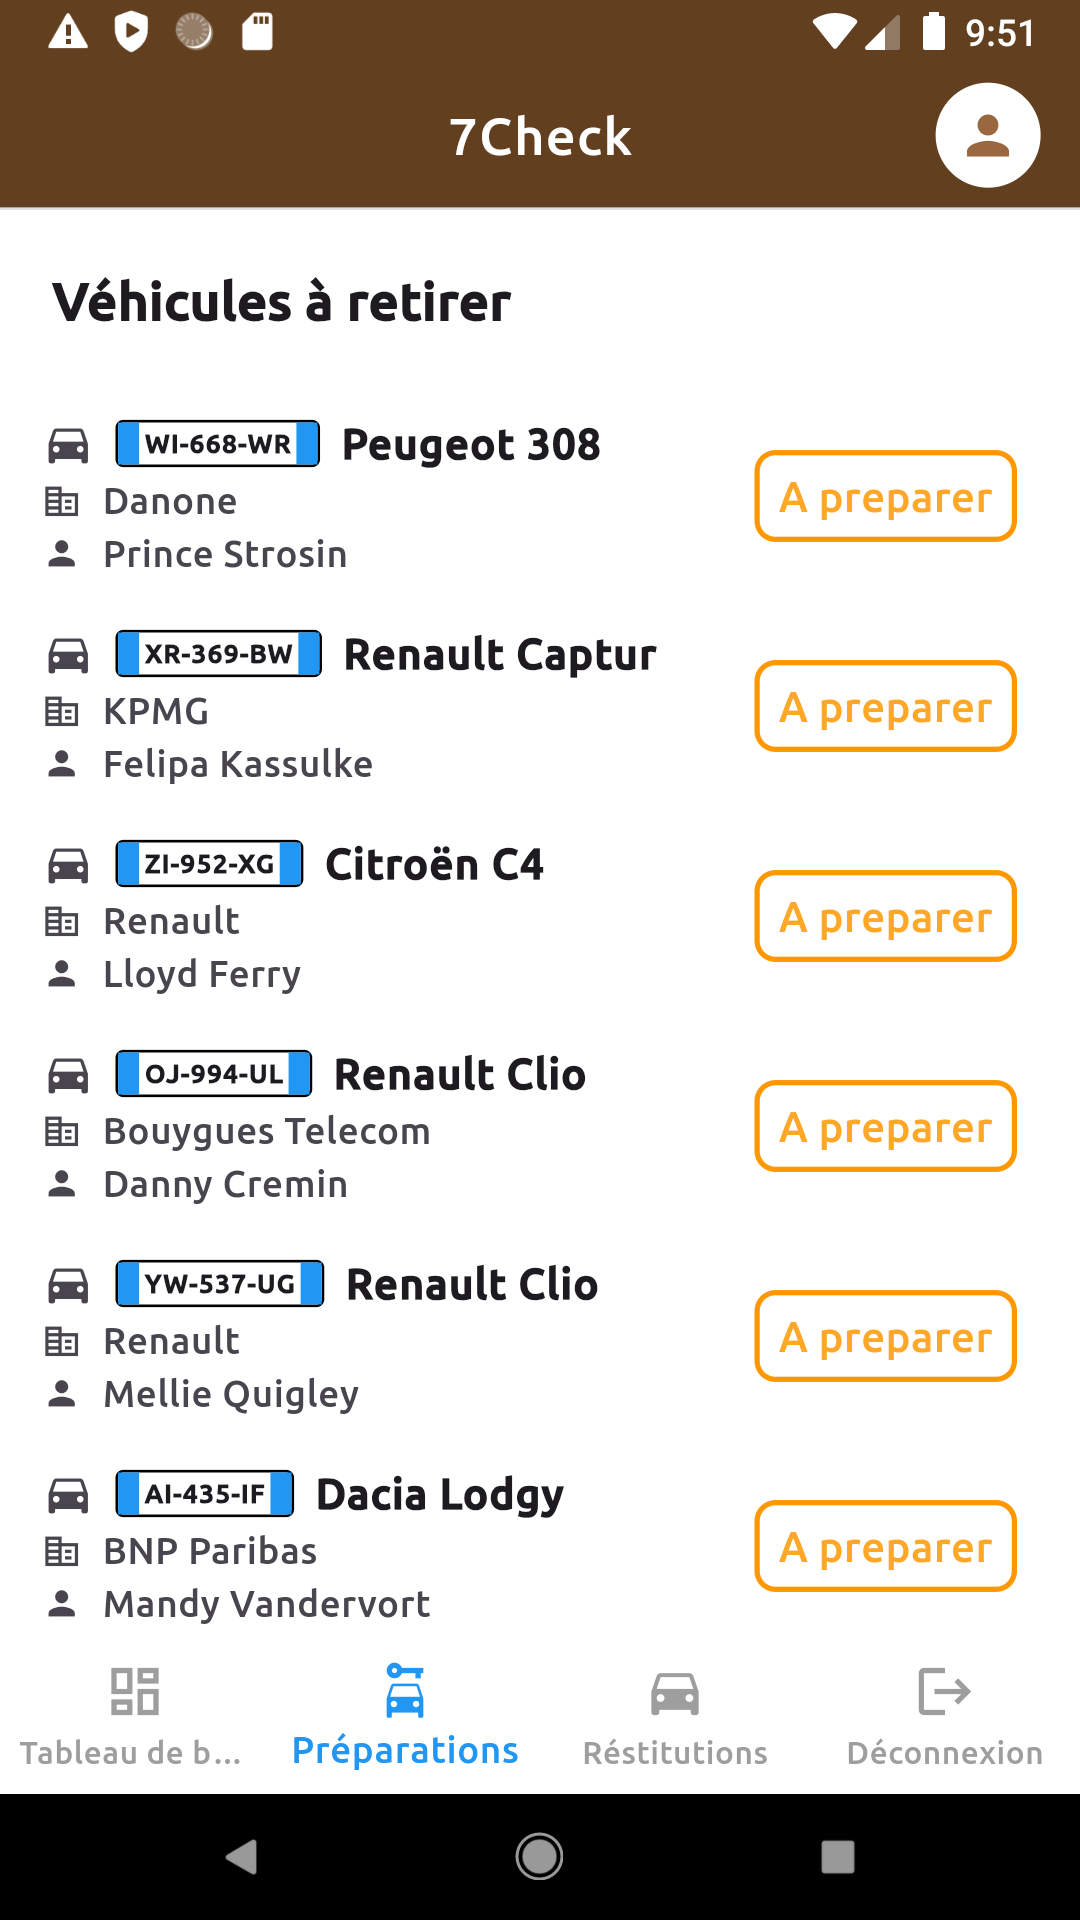 9:51
7Check
Véhicules à retirer
WI-668-WR Peugeot 308
Danone
A preparer
Prince Strosin
XR-369-BW Renault Captur
KPMG
A preparer
Felipa Kassulke
ZI-952-XG Citroën C4
Renault
A preparer
Lloyd Ferry
OJ-994-UL Renault Clio
Bouygues Telecom
A preparer
Danny Cremin
YW-537-UG Renault Clio
Renault
A preparer
Mellie Quigley
AI-435-IF Dacia Lodgy
BNP Paribas
A preparer
Mandy Vandervort
Tableau de b... Préparations Réstitutions Déconnexion